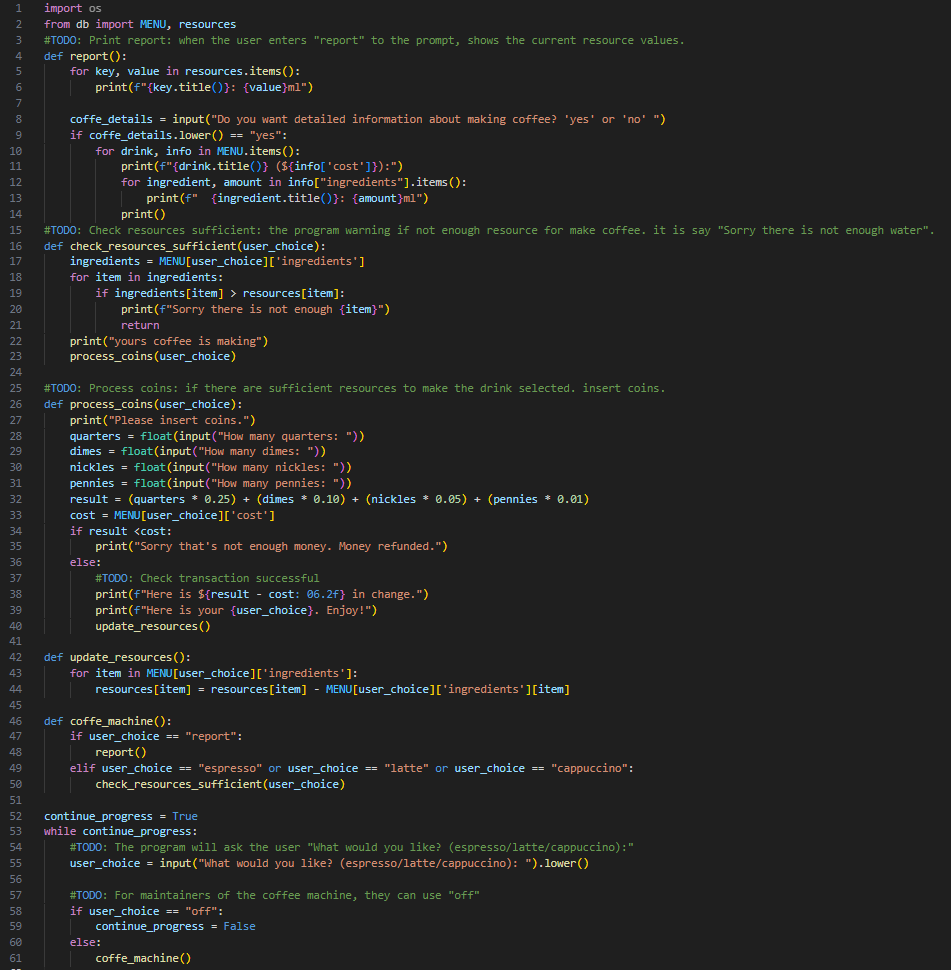 1 import os
2 from db import MENU, resources
3 #TODO: Print report: when the user enters "report" to the prompt, shows the current resource values.
4 def report():
5     for key, value in resources.items():
6         print(f"{key.title()}: {value}ml")
7
8     coffe_details = input("Do you want detailed information about making coffee? 'yes' or 'no' ")
9     if coffe_details.lower() == "yes":
10         for drink, info in MENU.items():
11             print(f"{drink.title()} (${info['cost']}):")
12             for ingredient, amount in info["ingredients"].items():
13                 print(f"  {ingredient.title()}: {amount}ml")
14             print()
15 #TODO: Check resources sufficient: the program warning if not enough resource for make coffee. it is say "Sorry there is not enough water".
16 def check_resources_sufficient(user_choice):
17     ingredients = MENU[user_choice]['ingredients']
18     for item in ingredients:
19         if ingredients[item] > resources[item]:
20             print(f"Sorry there is not enough {item}")
21             return
22     print("yours coffee is making")
23     process_coins(user_choice)
24
25 #TODO: Process coins: if there are sufficient resources to make the drink selected. insert coins.
26 def process_coins(user_choice):
27     print("Please insert coins.")
28     quarters = float(input("How many quarters: "))
29     dimes = float(input("How many dimes: "))
30     nickles = float(input("How many nickles: "))
31     pennies = float(input("How many pennies: "))
32     result = (quarters * 0.25) + (dimes * 0.10) + (nickles * 0.05) + (pennies * 0.01)
33     cost = MENU[user_choice]['cost']
34     if result <cost:
35         print("Sorry that's not enough money. Money refunded.")
36     else:
37         #TODO: Check transaction successful
38         print(f"Here is ${result - cost: 06.2f} in change.")
39         print(f"Here is your {user_choice}. Enjoy!")
40         update_resources()
41
42 def update_resources():
43     for item in MENU[user_choice]['ingredients']:
44         resources[item] = resources[item] - MENU[user_choice]['ingredients'][item]
45
46 def coffe_machine():
47     if user_choice == "report":
48         report()
49     elif user_choice == "espresso" or user_choice == "latte" or user_choice == "cappuccino":
50         check_resources_sufficient(user_choice)
51
52 continue_progress = True
53 while continue_progress:
54     #TODO: The program will ask the user "What would you like? (espresso/latte/cappuccino):"
55     user_choice = input("What would you like? (espresso/latte/cappuccino): ").lower()
56
57     #TODO: For maintainers of the coffee machine, they can use "off"
58     if user_choice == "off":
59         continue_progress = False
60     else:
61         coffe_machine()